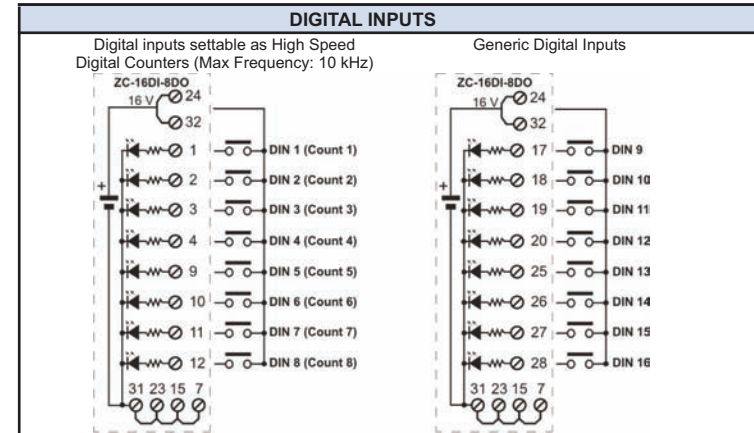 DIGITAL INPUTS
Digital inputs settable as High Speed
Digital Counters (Max Frequency: 10 kHz)
ZC-16DI-8DO
16 V
24
32
1
DIN 1 (Count 1)
2
DIN 2 (Count 2)
3
DIN 3 (Count 3)
4
DIN 4 (Count 4)
9
DIN 5 (Count 5)
10
DIN 6 (Count 6)
11
DIN 7 (Count 7)
12
DIN 8 (Count 8)
+
31 23 15 7
Generic Digital Inputs
ZC-16DI-8DO
16 V
24
32
17
DIN 9
18
DIN 10
19
DIN 11
20
DIN 12
25
DIN 13
26
DIN 14
27
DIN 15
28
DIN 16
+
31 23 15 7